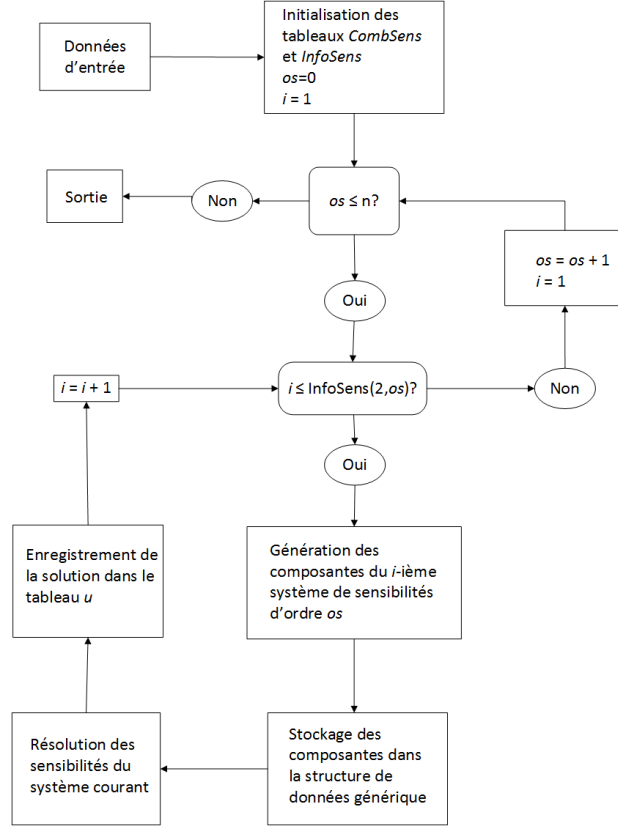 Données
d'entrée
Initialisation des
tableaux CombSens
et InfoSens
os=0
i = 1
Sortie
Non
os ≤ n?
os = os + 1
i = 1
Oui
i = i + 1
i ≤ InfoSens(2,os)?
Non
Oui
Enregistrement de
la solution dans le
tableau u
Génération des
composantes du i-ième
système de sensibilités
d'ordre os
Résolution des
sensibilités du
système courant
Stockage des
composantes dans
la structure de
données générique